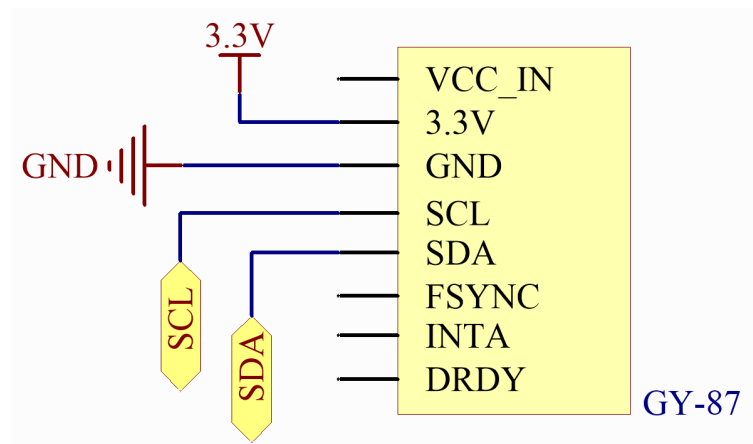 3.3V
VCC_IN
3.3V
GND
GND
SCL
SDA
FSYNC
INTA
DRDY
SCL
SDA
GY-87